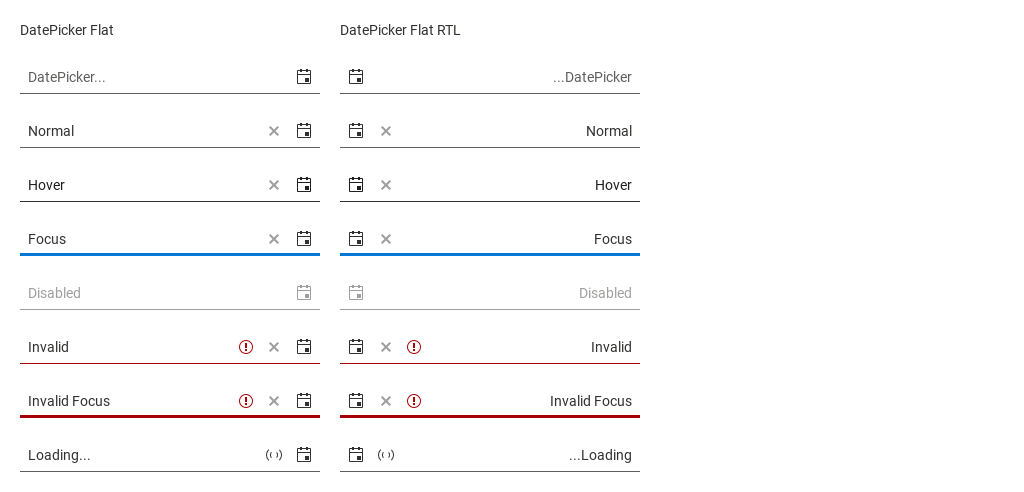 DatePicker Flat
DatePicker...
Normal
Hover
Focus
Disabled
Invalid
Invalid Focus
Loading...
DatePicker Flat RTL
...DatePicker
Normal
Hover
Focus
Disabled
Invalid
Invalid Focus
...Loading